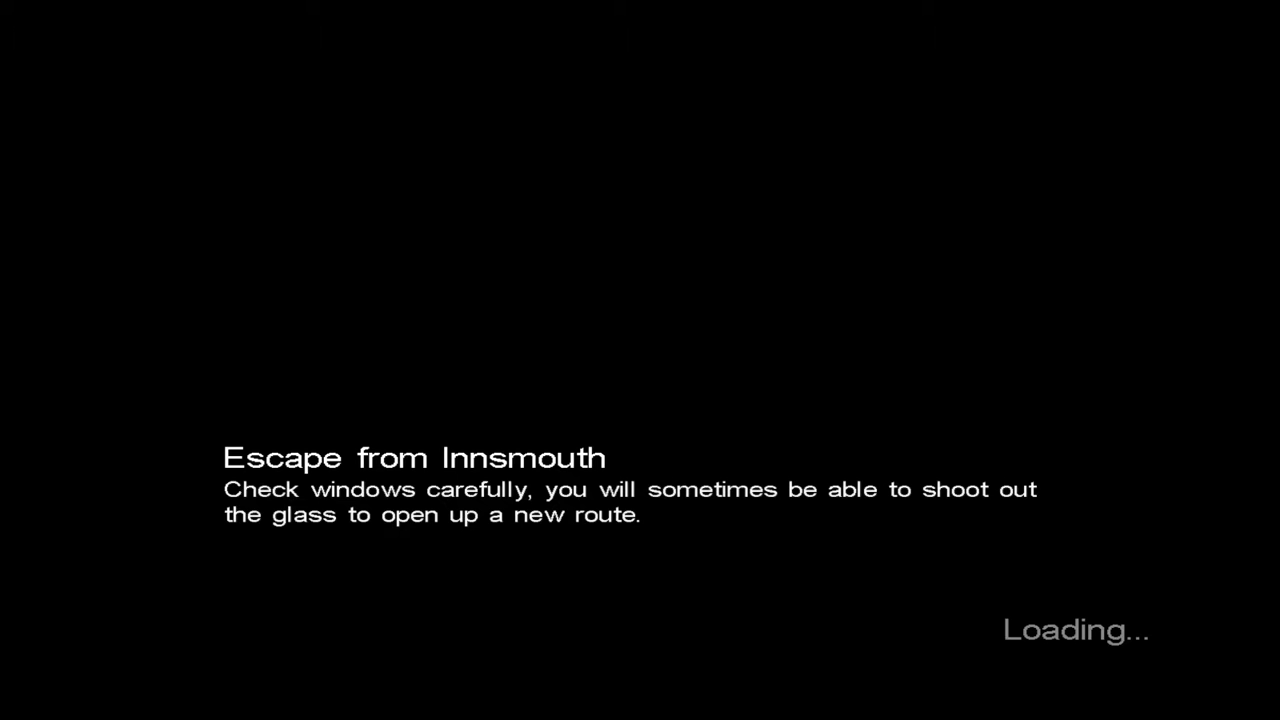 Escape from Innsmouth
Check windows carefully, you will sometimes be able to shoot out
the glass to open up a new route.
Loading...